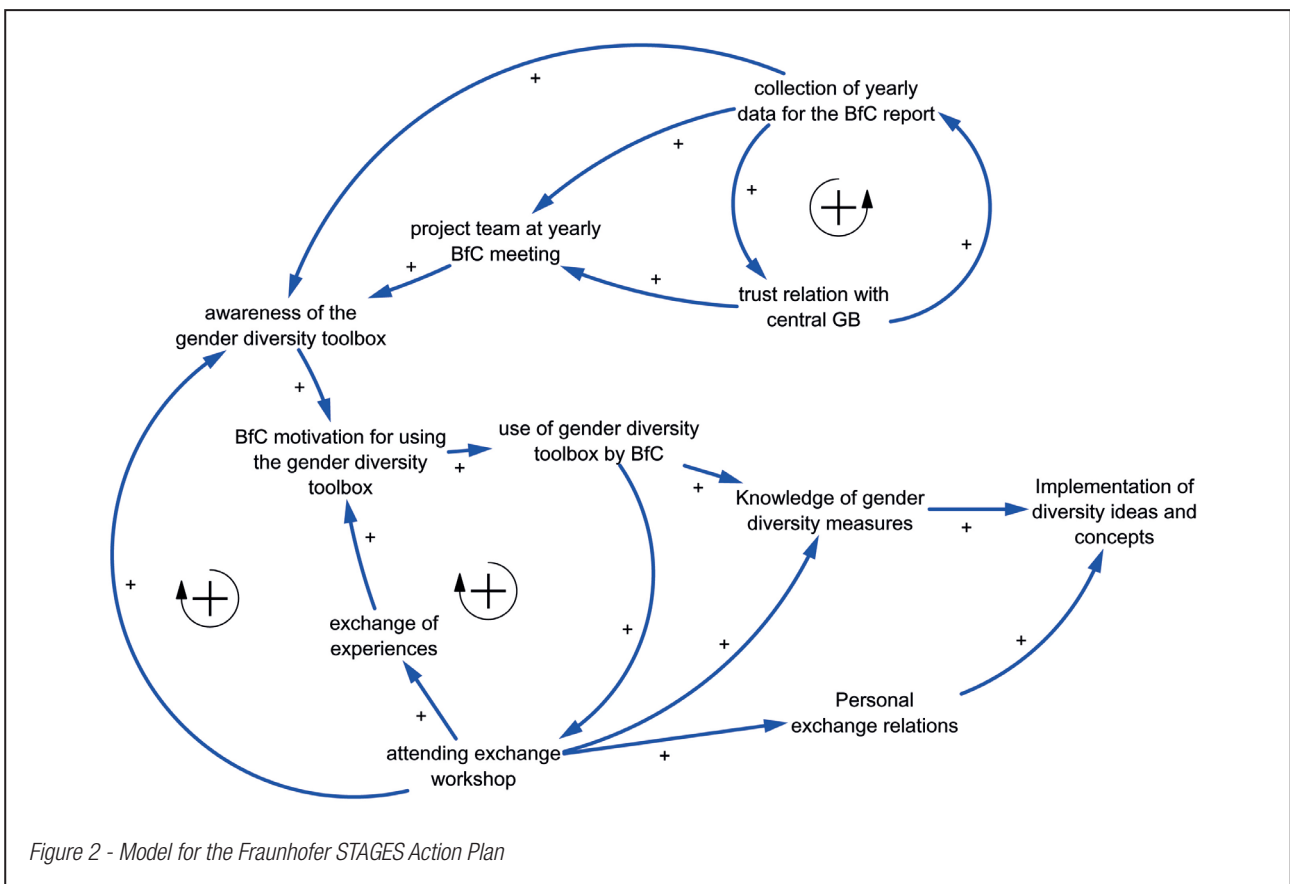 +
collection of yearly
data for the BfC report
+
+
+
+
project team at yearly
BfC meeting
+
+
trust relation with
central GB
awareness of the
gender diversity toolbox
+
BfC motivation for using
the gender diversity
toolbox
+
use of gender diversity
toolbox by BfC
+
Knowledge of gender
diversity measures
+
Implementation of
diversity ideas and
concepts
+
+
+
+
exchange of
experiences
+
+
+
Personal
exchange relations
+
attending exchange
workshop
+
Figure 2 - Model for the Fraunhofer STAGES Action Plan